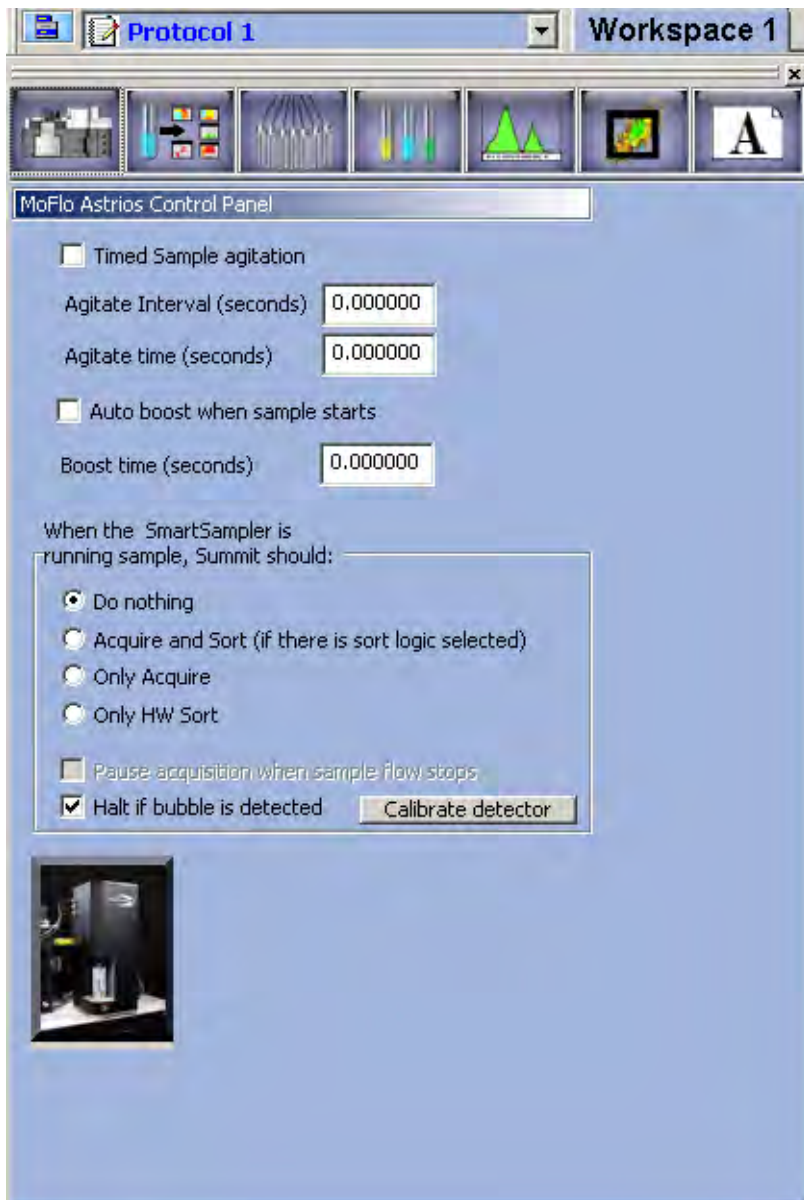 Protocol 1 Workspace 1
A
MoFlo Astrios Control Panel
Timed Sample agitation
Agitate Interval (seconds) 0.000000
Agitate time (seconds) 0.000000
Auto boost when sample starts
Boost time (seconds) 0.000000
When the SmartSampler is
running sample, Summit should:
Do nothing
Acquire and Sort (if there is sort logic selected)
Only Acquire
Only HW Sort
Pause acquisition when sample flow stops
Halt if bubble is detected Calibrate detector